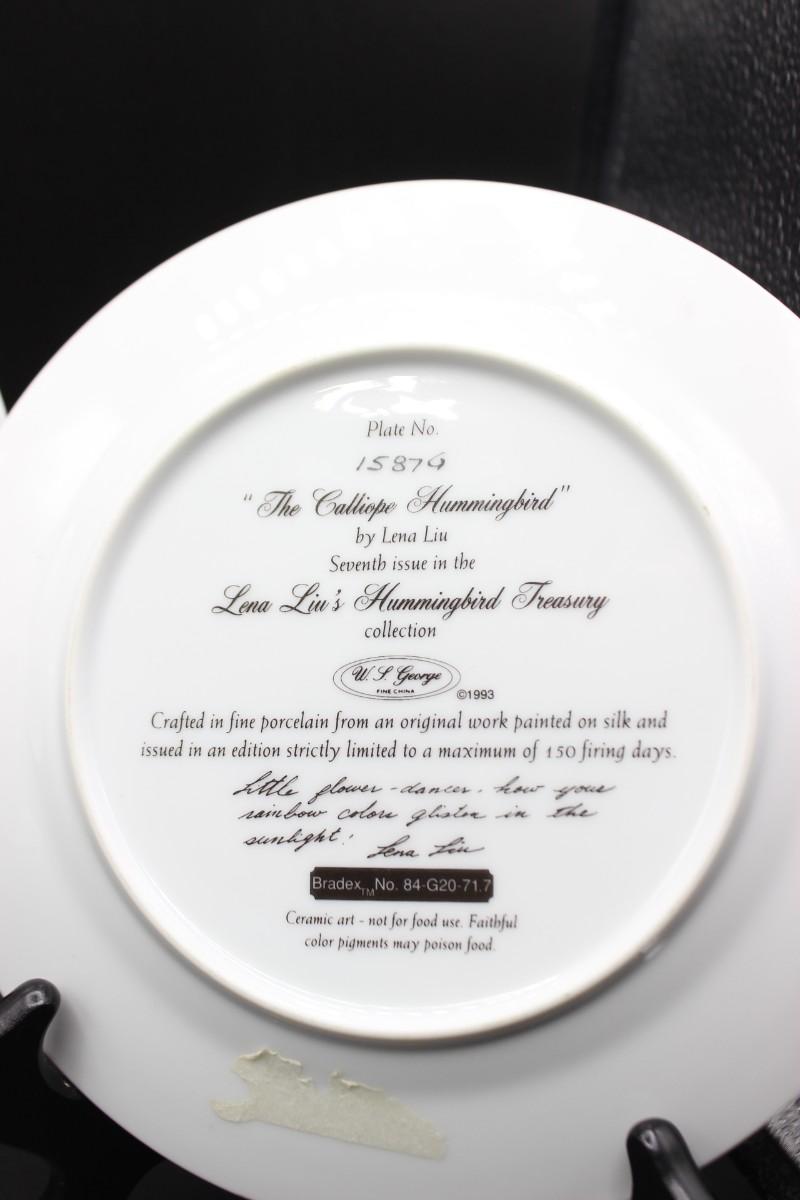 Plate No.
1587G
"The Calliope Hummingbird"
by Lena Liu
Seventh issue in the
Lena Liu's Hummingbird Treasury
collection
W. S. George
FINE CHINA
©1993
Crafted in fine porcelain from an original work painted on silk and
issued in an edition strictly limited to a maximum of 150 firing days.
Little flower-dancer, how your
rainbow colors glisten in the
sunlight!
Lena Liu
Bradex TM No. 84-G20-71.7
Ceramic art - not for food use. Faithful
color pigments may poison food.